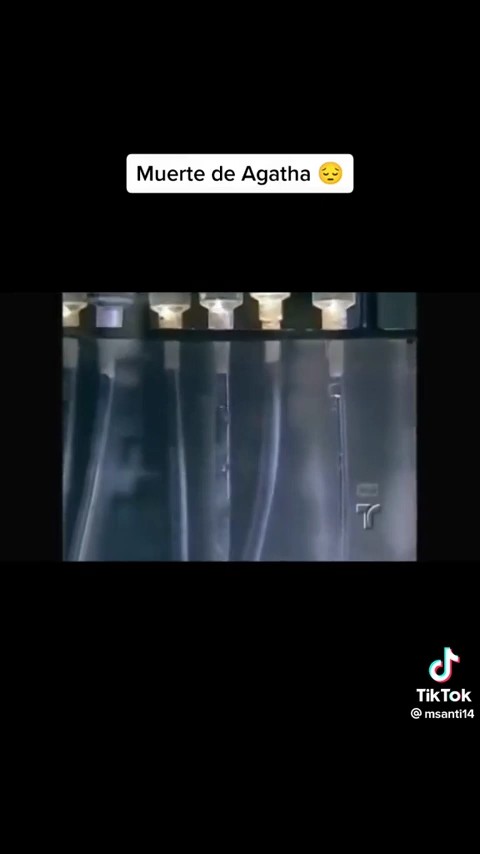 Muerte de Agatha 😔
TikTok
@ msanti14